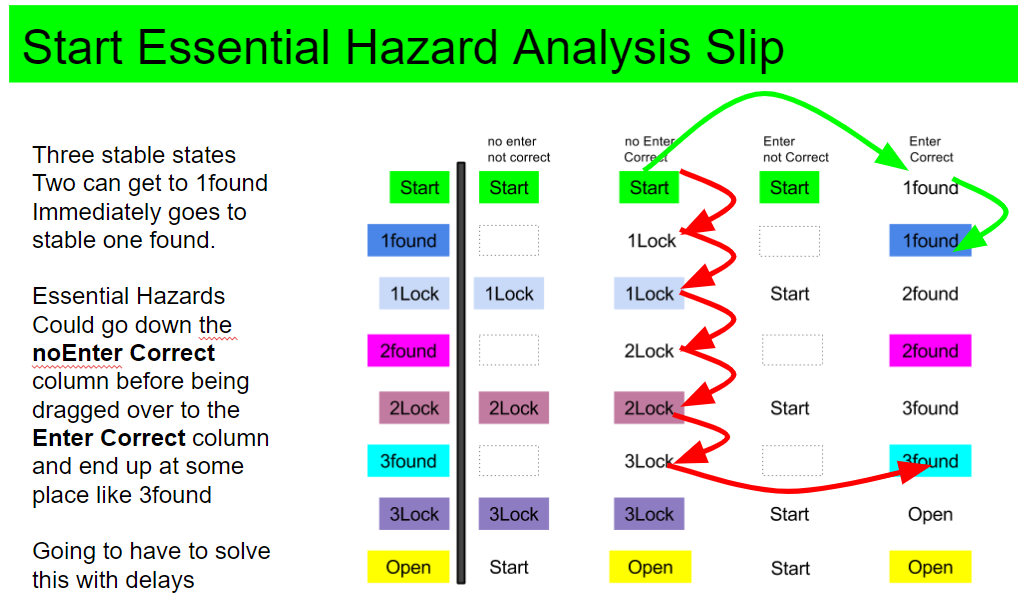 Start Essential Hazard Analysis Slip
Three stable states
Two can get to 1found
Immediately goes to
stable one found.
Essential Hazards
Could go down the
noEnter Correct
column before being
dragged over to the
Enter Correct column
and end up at some
place like 3found
Going to have to solve
this with delays
no enter
not correct
no Enter
Correct
Enter
not Correct
Enter
Correct
Start Start Start Start 1found
1found 1Lock 1found
1Lock 1Lock 1Lock Start 2found
2found 2Lock 2found
2Lock 2Lock 2Lock Start 3found
3found 3Lock 3found
3Lock 3Lock 3Lock Start Open
Open Start Open Start Open